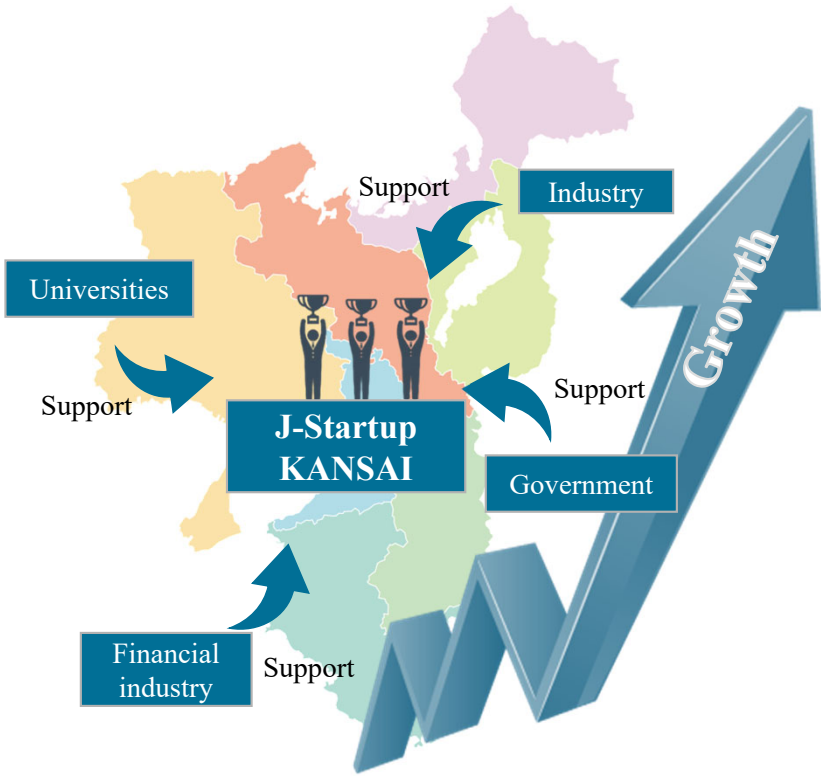 Support
Industry
Universities
Growth
Support
Support
J-Startup
KANSAI
Government
Financial
industry
Support